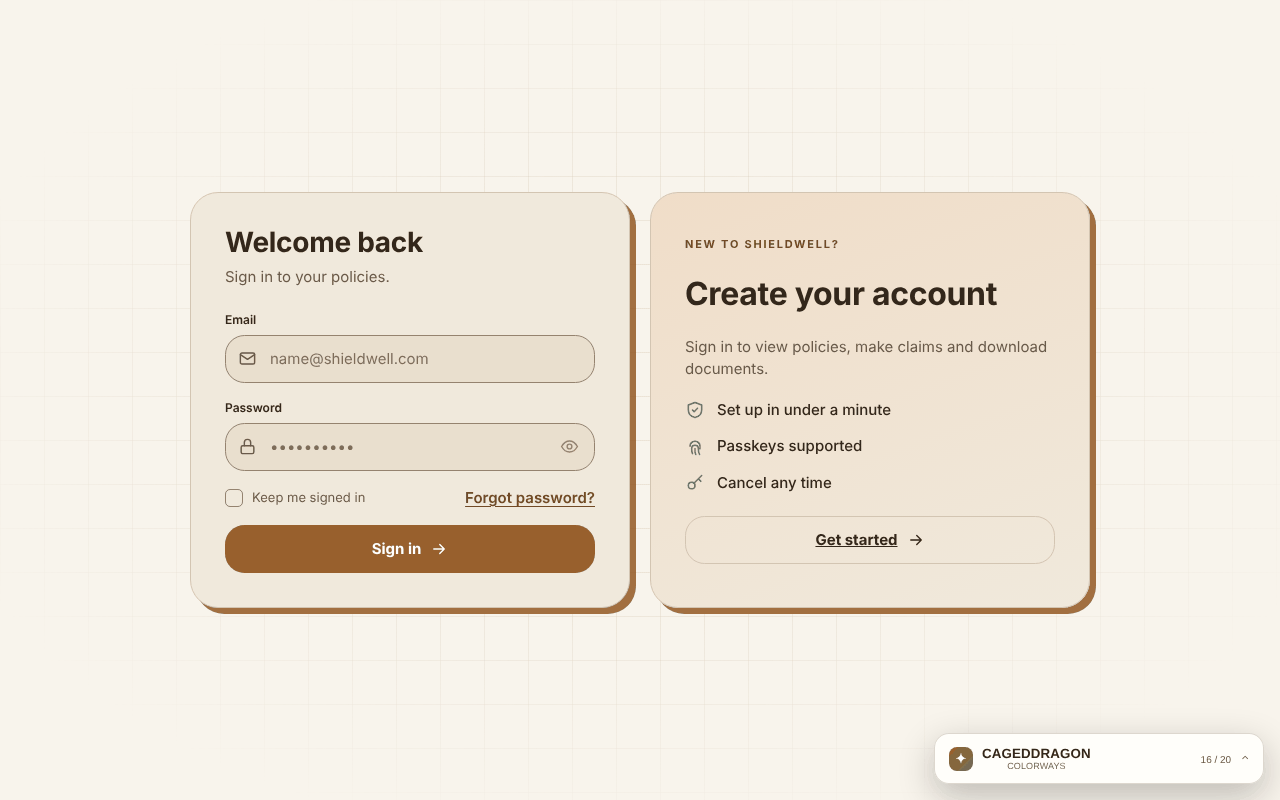 Welcome back
Sign in to your policies.
Email
name@shieldwell.com
Password
••••••••••
Keep me signed in
Forgot password?
Sign in →
NEW TO SHIELDWELL?
Create your account
Sign in to view policies, make claims and download
documents.
Set up in under a minute
Passkeys supported
Cancel any time
Get started →
CAGEDDRAGON
COLORWAYS
16 / 20